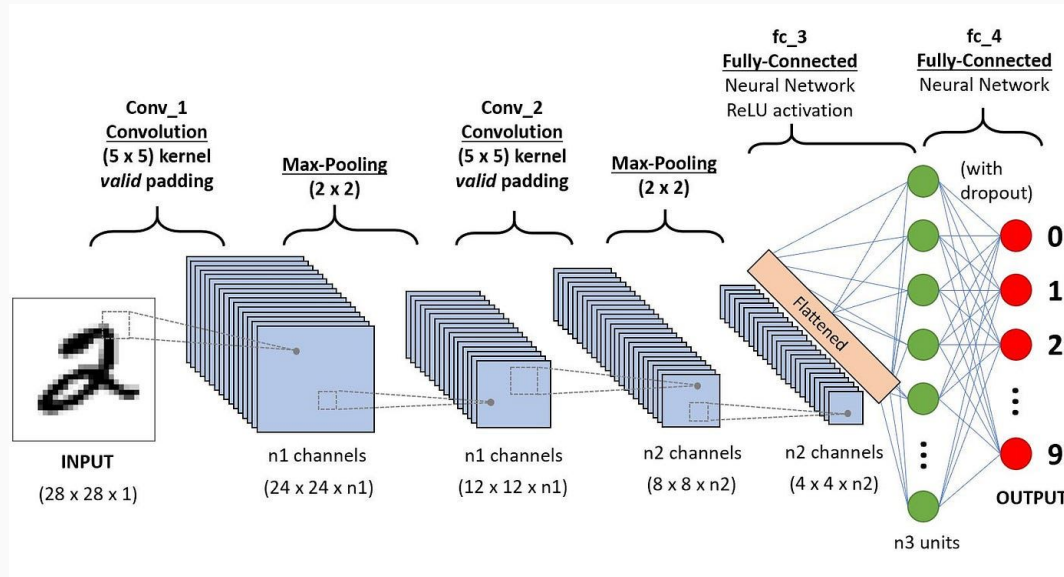 Conv_1
Convolution
(5 x 5) kernel
valid padding
Max-Pooling
(2 x 2)
Conv_2
Convolution
(5 x 5) kernel
valid padding
Max-Pooling
(2 x 2)
fc_3
Fully-Connected
Neural Network
ReLU activation
fc_4
Fully-Connected
Neural Network
(with
dropout)
Flattened
2
0
1
2
9
OUTPUT
INPUT
(28 x 28 x 1)
n1 channels
(24 x 24 x n1)
n1 channels
(12 x 12 x n1)
n2 channels
(8 x 8 x n2)
n2 channels
(4 x 4 x n2)
n3 units